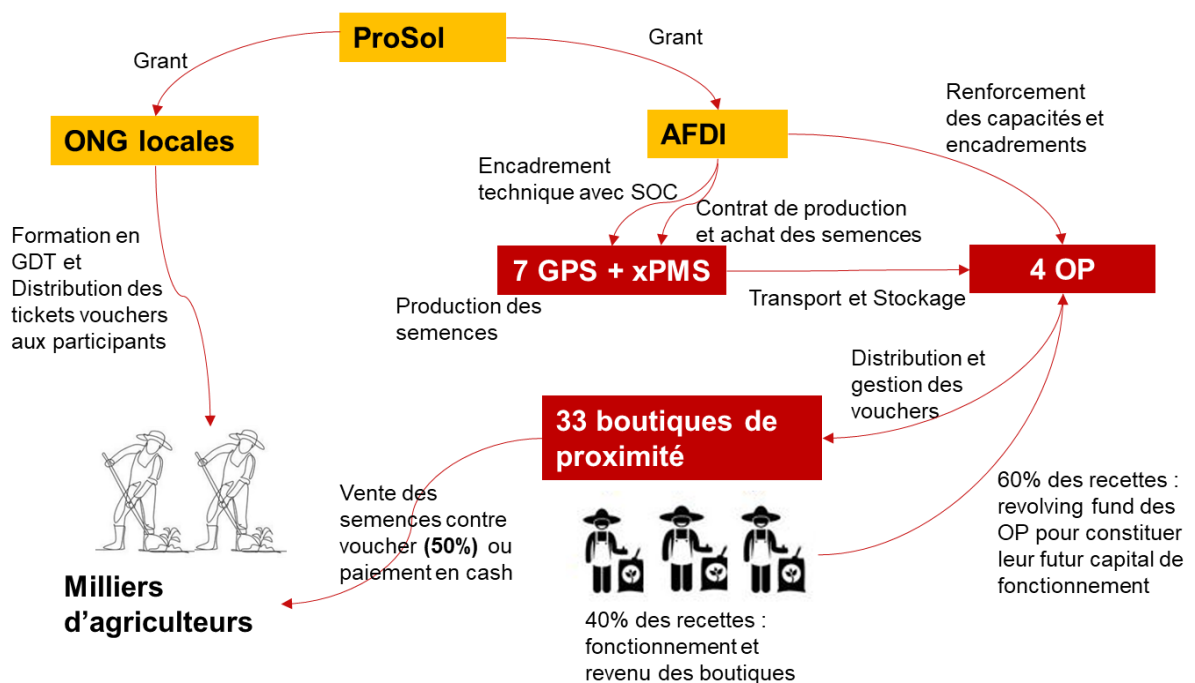 ProSol
Grant
Grant
ONG locales
AFDI
Renforcement
des capacités et
encadrements
Encadrement
technique avec SOC
Contrat de production
et achat des semences
Formation en
GDT et
Distribution des
tickets vouchers
aux participants
7 GPS + xPMS
4 OP
Production des
semences
Transport et Stockage
Distribution et
gestion des
vouchers
33 boutiques de
proximité
Vente des
semences contre
voucher (50%) ou
paiement en cash
60% des recettes :
revolving fund des
OP pour constituer
leur futur capital de
fonctionnement
Milliers
d’agriculteurs
40% des recettes :
fonctionnement et
revenu des boutiques